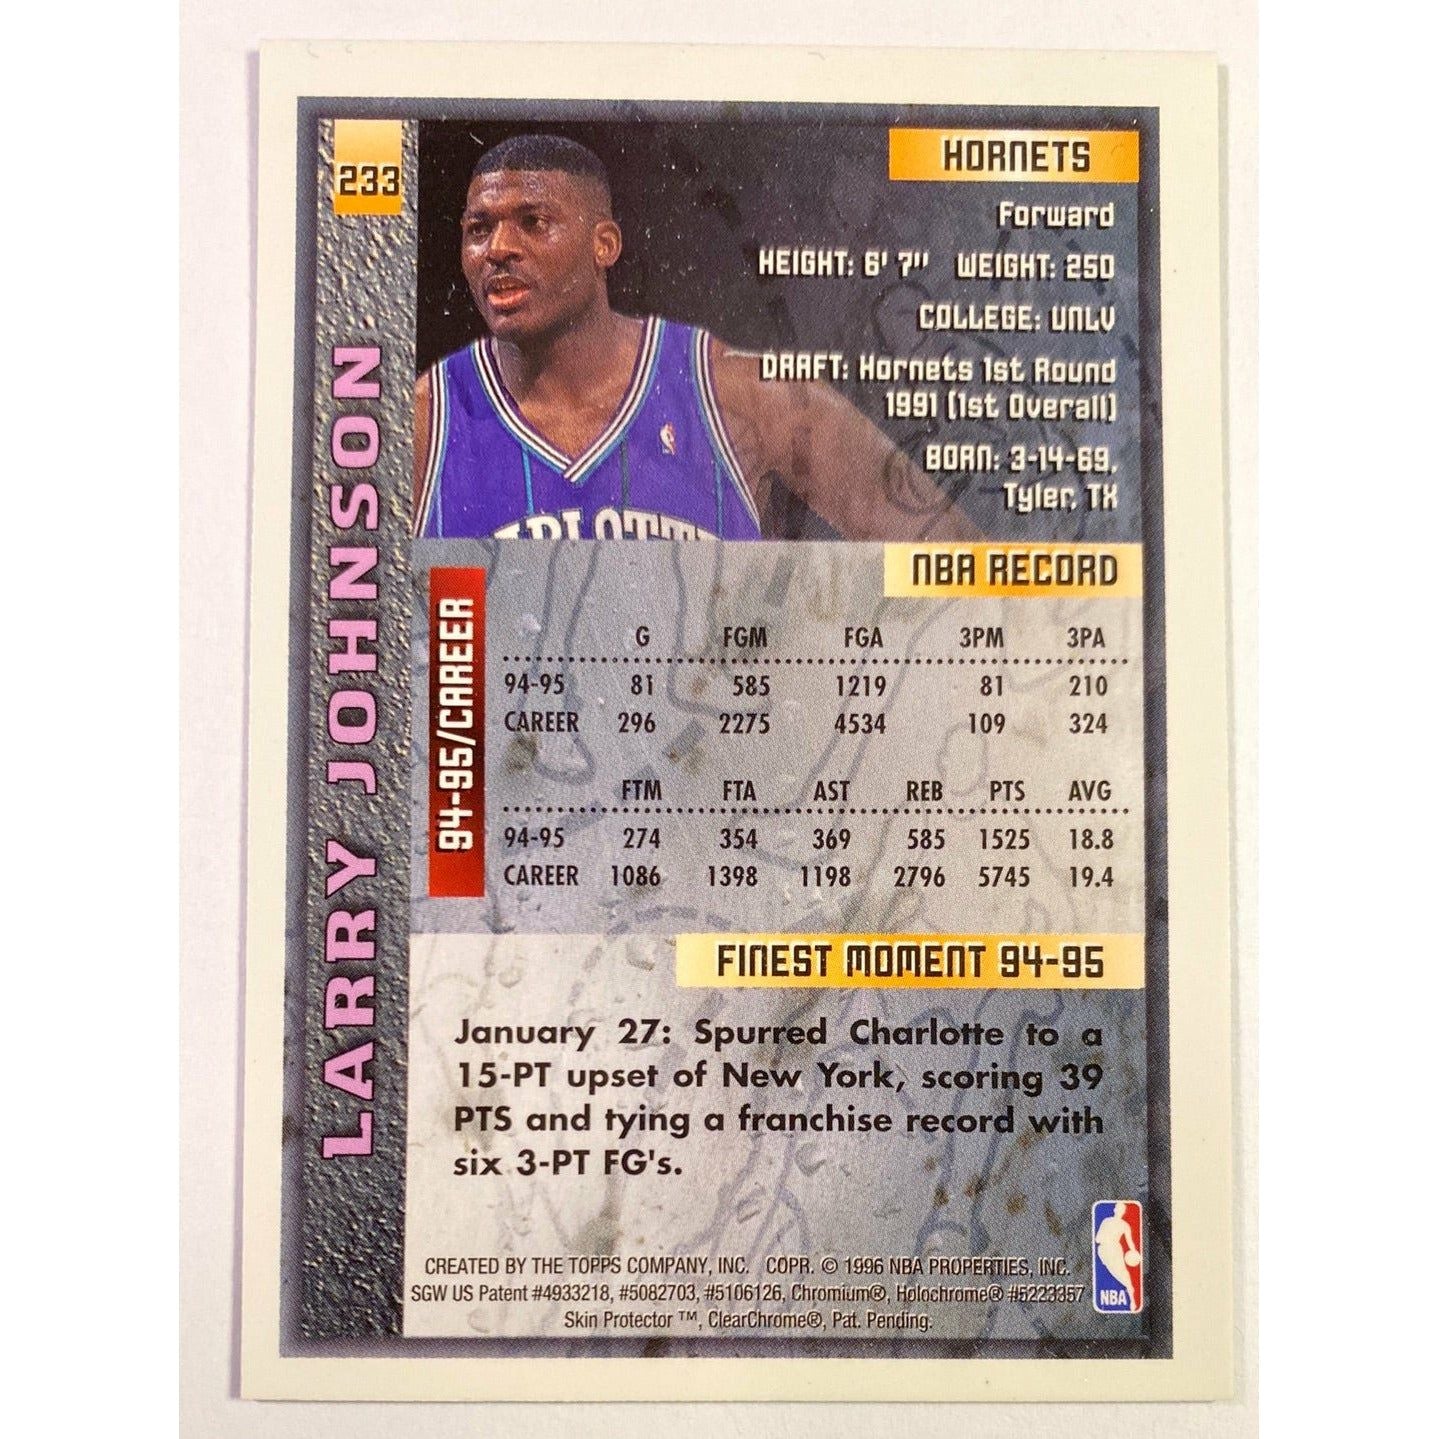 233
HORNETS
Forward
HEIGHT: 6' 7" WEIGHT: 250
COLLEGE: UNLV
DRAFT: Hornets 1st Round
1991 (1st Overall)
BORN: 3-14-69,
Tyler, TX
LARRY JOHNSON
NBA RECORD
94-95/CAREER
G FGM FGA 3PM 3PA
94-95 81 585 1219 81 210
CAREER 296 2275 4534 109 324
FTM FTA AST REB PTS AVG
94-95 274 354 369 585 1525 18.8
CAREER 1086 1398 1198 2796 5745 19.4
FINEST MOMENT 94-95
January 27: Spurred Charlotte to a
15-PT upset of New York, scoring 39
PTS and tying a franchise record with
six 3-PT FG's.
CREATED BY THE TOPPS COMPANY, INC. COPR. © 1996 NBA PROPERTIES, INC.
SGW US Patent #4933218, #5082703, #5106126, Chromium®, Holochrome® #5223357
Skin Protector ™, ClearChrome®, Pat. Pending.
NBA